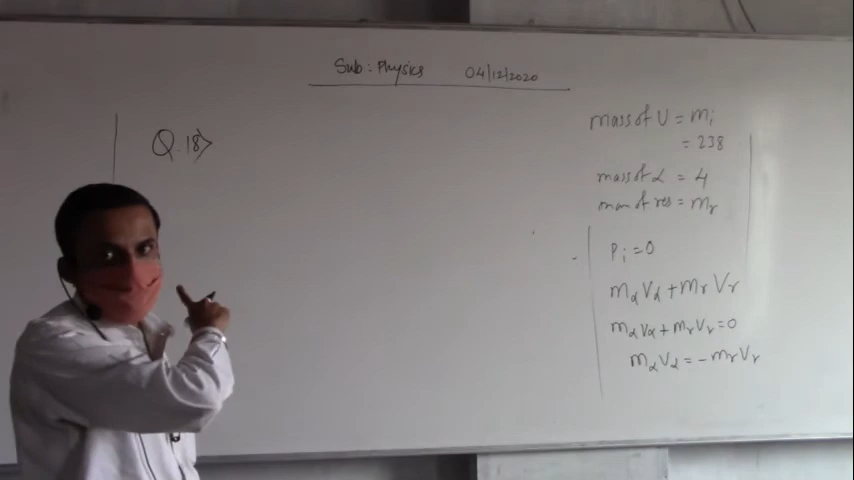 Sub: Physics 04/12/2020
Q.18>
mass of U = mi
= 238
mass of α = 4
mass of res = mr
Pi = 0
mαVα + mrVr
mαVα + mrVr = 0
mαVα = -mrVr